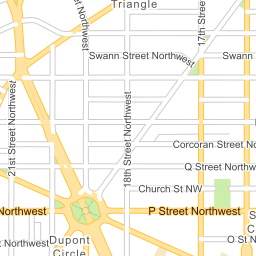 Triangle
17th Street
Northwest
Swann Street Northwest
Swann
21st Street Northwest
18th Street Northwest
Corcoran Street No
Q Street Northwe
Church St NW
Northwest
P Street Northwest
Dupont
Circle
O St N